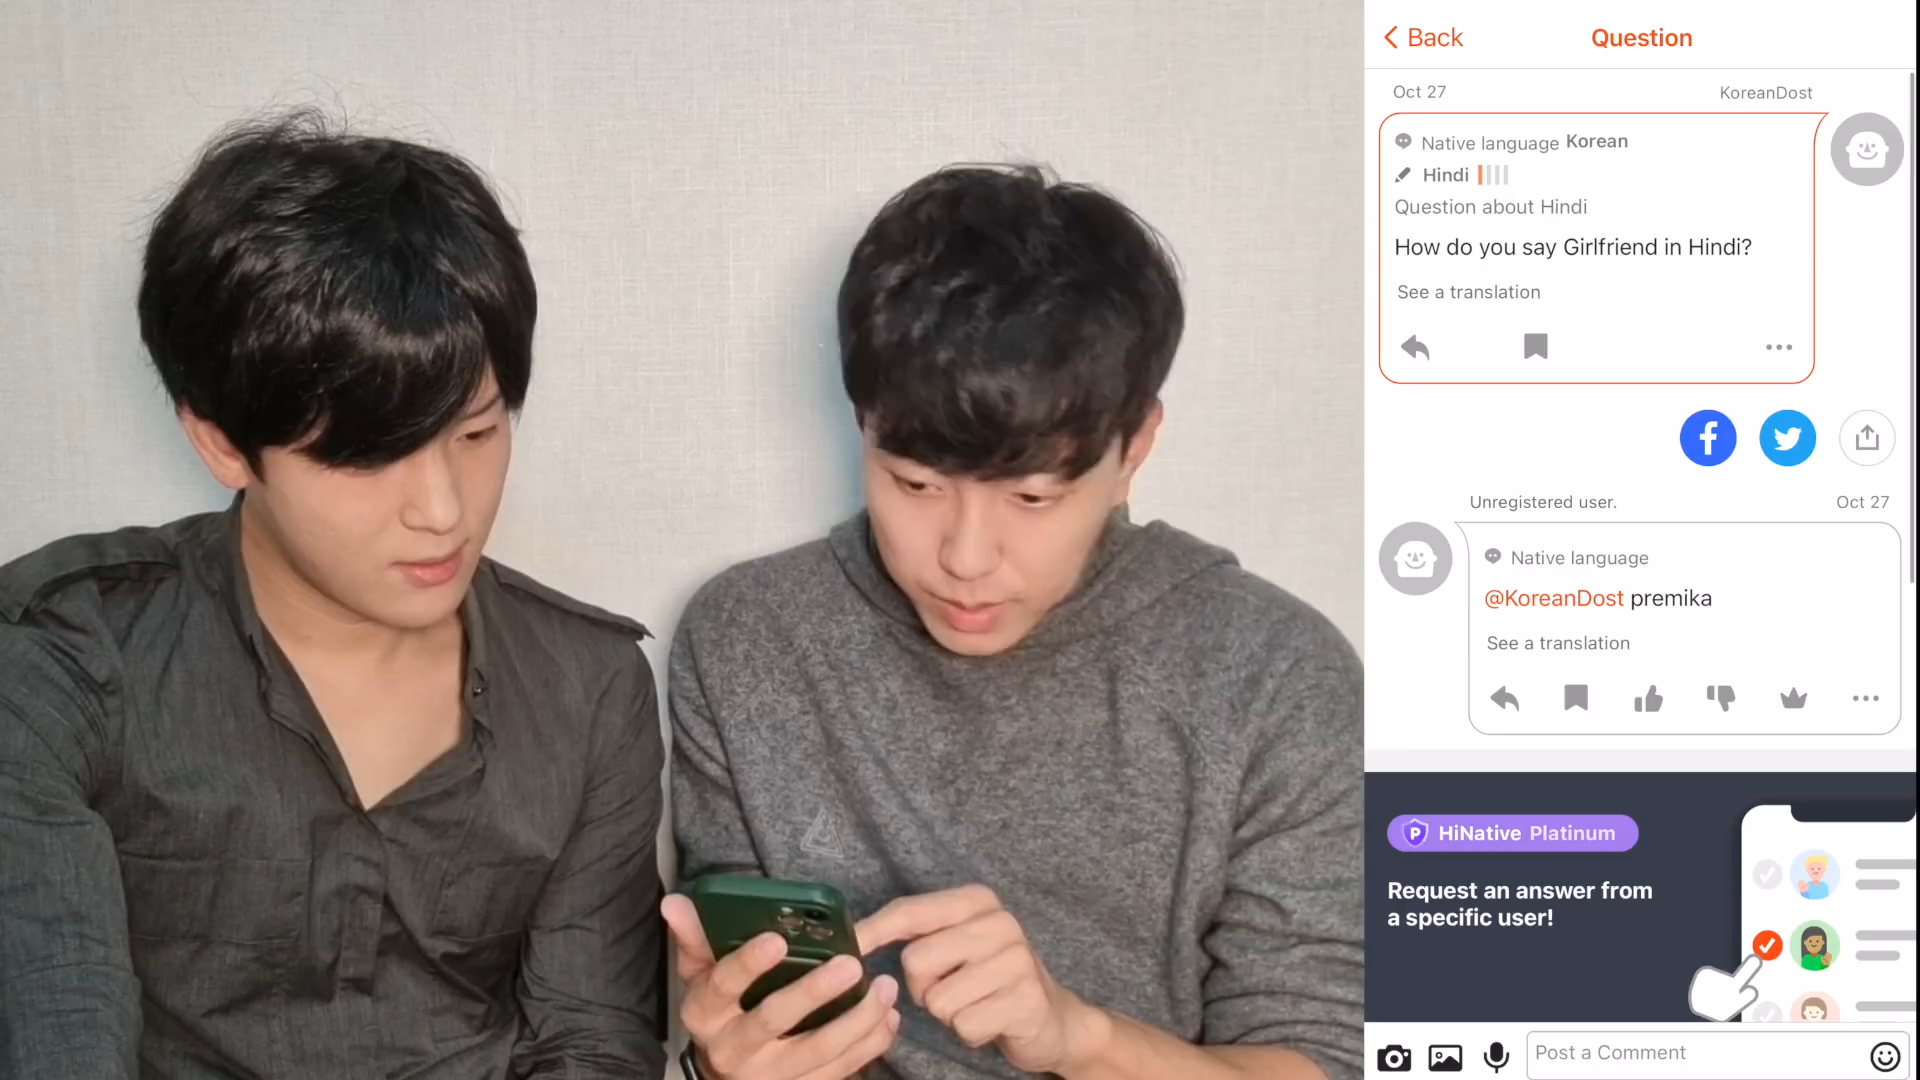 Back
Question
Oct 27
KoreanDost
Native language Korean
Hindi
Question about Hindi
How do you say Girlfriend in Hindi?
See a translation
Unregistered user.
Oct 27
Native language
@KoreanDost premika
See a translation
HiNative Platinum
Request an answer from
a specific user!
Post a Comment